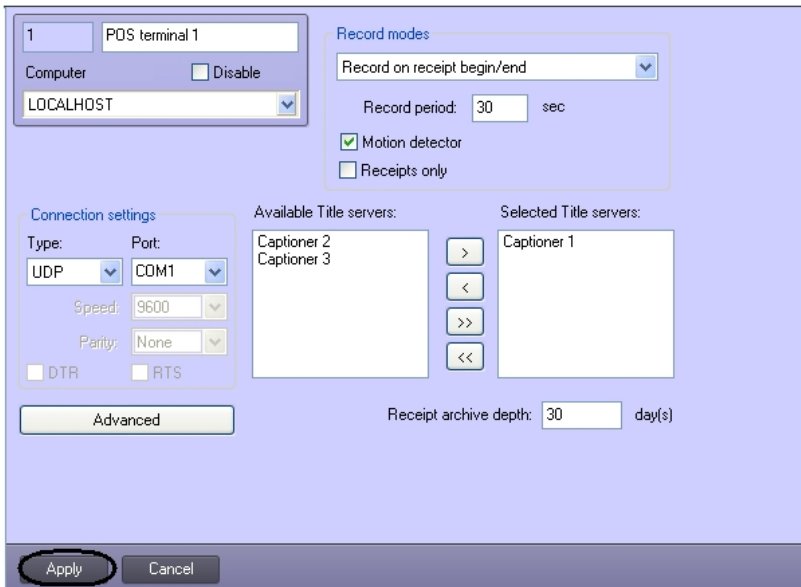 1
POS terminal 1
Computer
Disable
LOCALHOST
Record modes
Record on receipt begin/end
Record period: 30 sec
Motion detector
Receipts only
Connection settings
Type: Port:
UDP COM1
Speed: 9600
Parity: None
DTR RTS
Advanced
Available Title servers:
Captioner 2
Captioner 3
>
<
>>
<<
Selected Title servers:
Captioner 1
Receipt archive depth: 30 day(s)
Apply Cancel